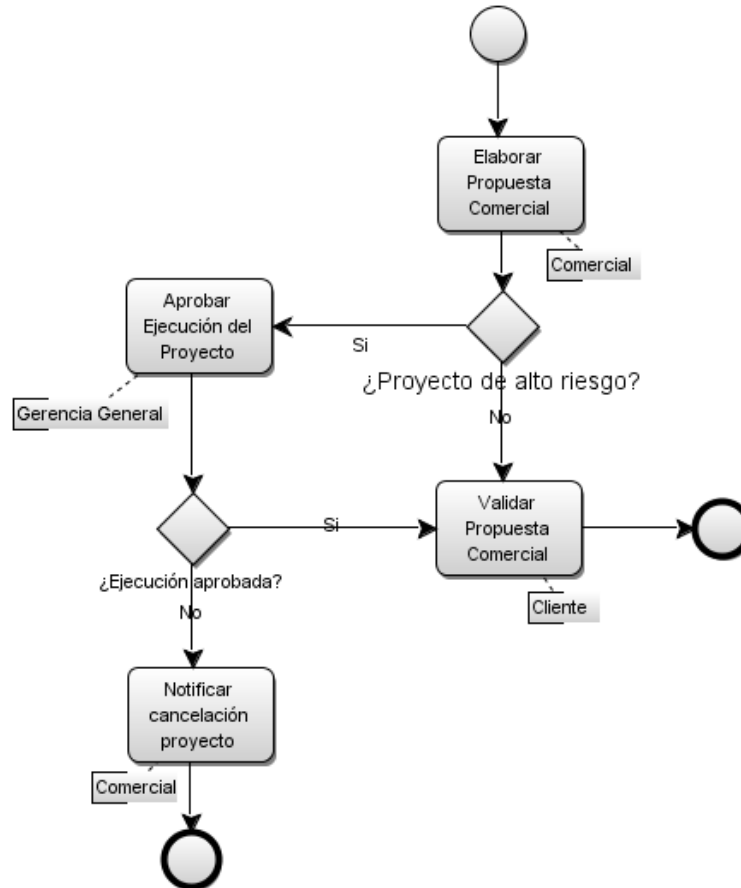 Elaborar
Propuesta
Comercial
Comercial
Aprobar
Ejecución del
Proyecto
Si
¿Proyecto de alto riesgo?
Gerencia General
No
Validar
Propuesta
Comercial
Si
¿Ejecución aprobada?
No
Cliente
Notificar
cancelación
proyecto
Comercial